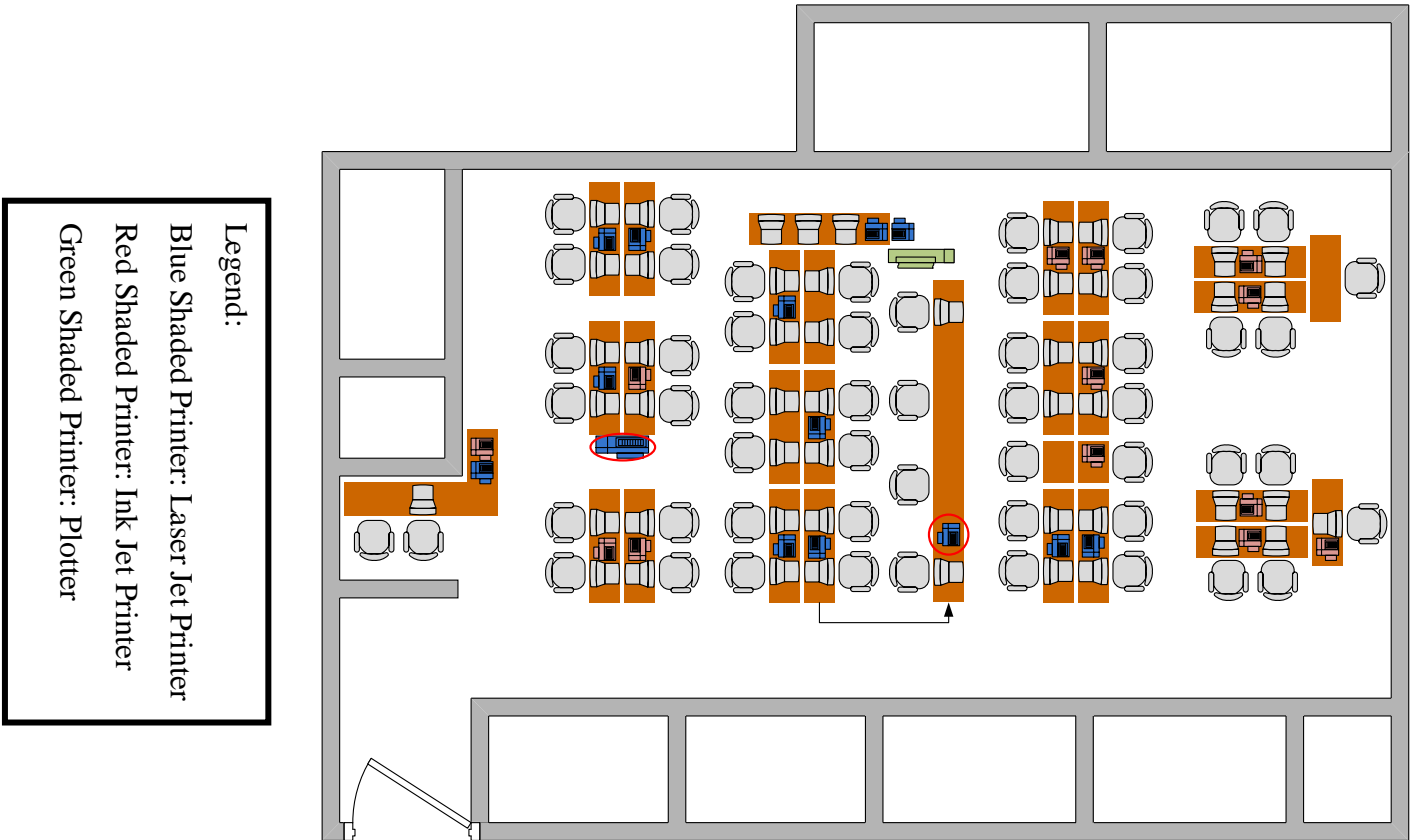 Legend:
Blue Shaded Printer: Laser Jet Printer
Red Shaded Printer: Ink Jet Printer
Green Shaded Printer: Plotter